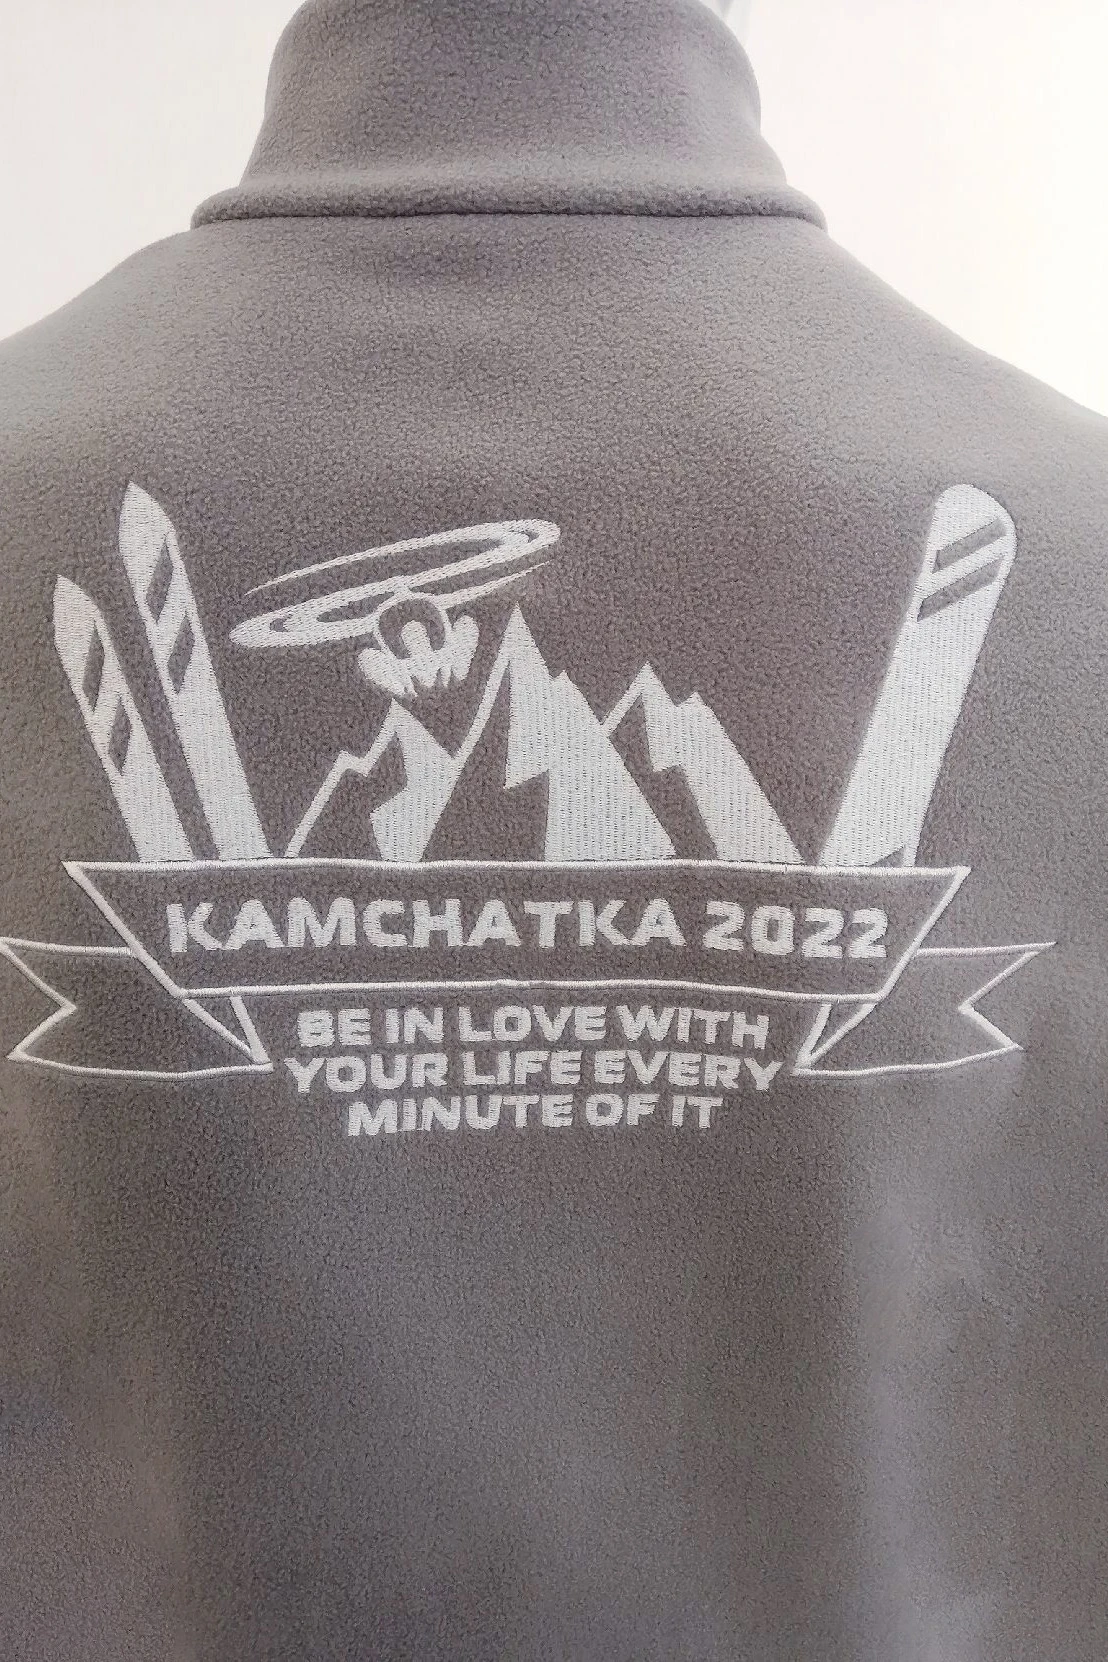 KAMCHATKA 2022
BE IN LOVE WITH
YOUR LIFE EVERY
MINUTE OF IT